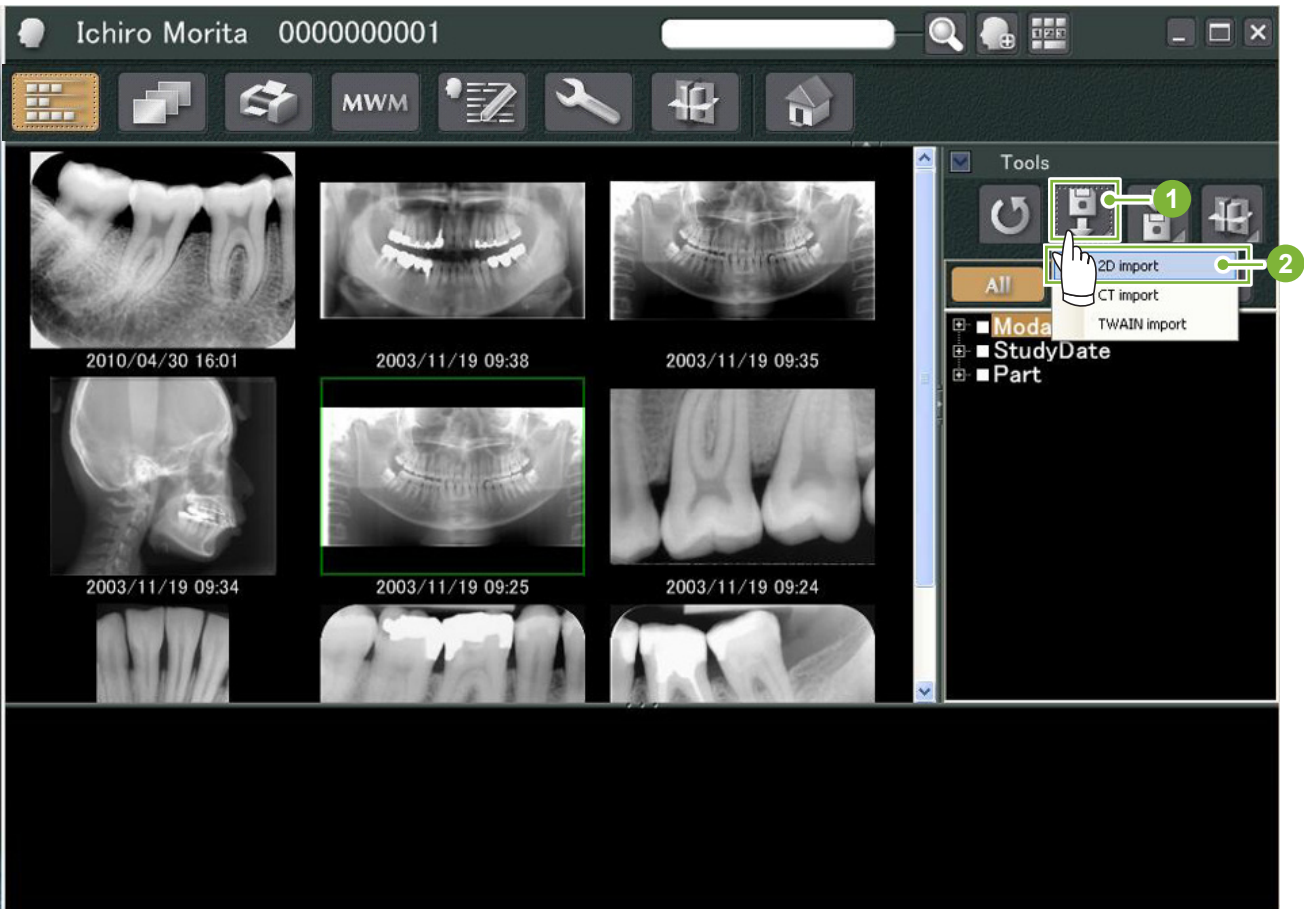 Ichiro Morita 0000000001
MWM
Tools
1
2D import
2
All
CT import
TWAIN import
Moda
StudyDate
Part
2010/04/30 16:01
2003/11/19 09:38
2003/11/19 09:35
2003/11/19 09:34
2003/11/19 09:25
2003/11/19 09:24